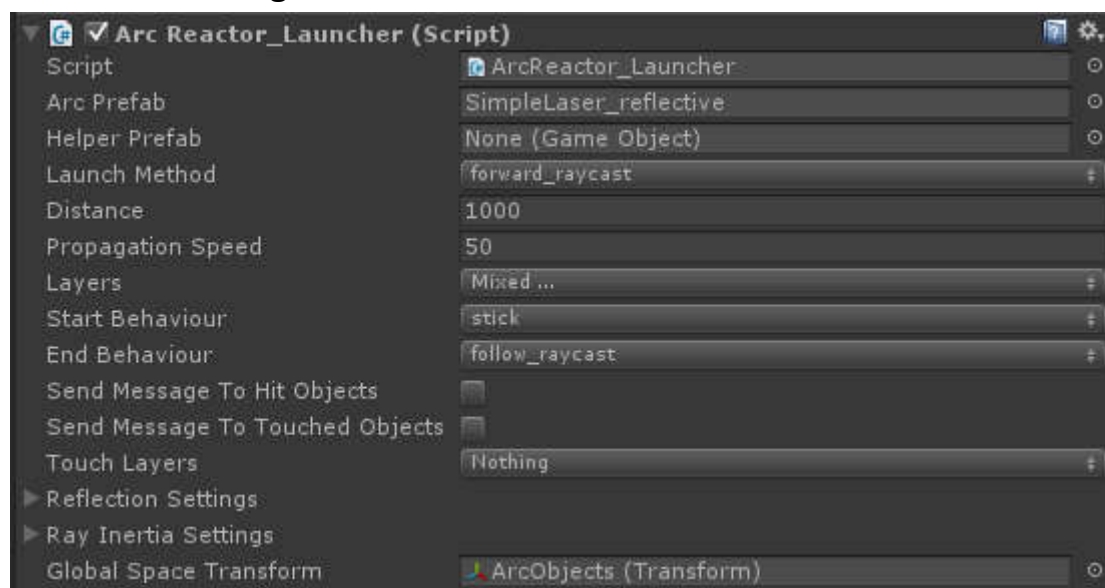 Arc Reactor_Launcher (Script)
Script ArcReactor_Launcher
Arc Prefab SimpleLaser_reflective
Helper Prefab None (Game Object)
Launch Method forward_raycast
Distance 1000
Propagation Speed 50
Layers Mixed ...
Start Behaviour stick
End Behaviour follow_raycast
Send Message To Hit Objects
Send Message To Touched Objects
Touch Layers Nothing
Reflection Settings
Ray Inertia Settings
Global Space Transform ArcObjects (Transform)